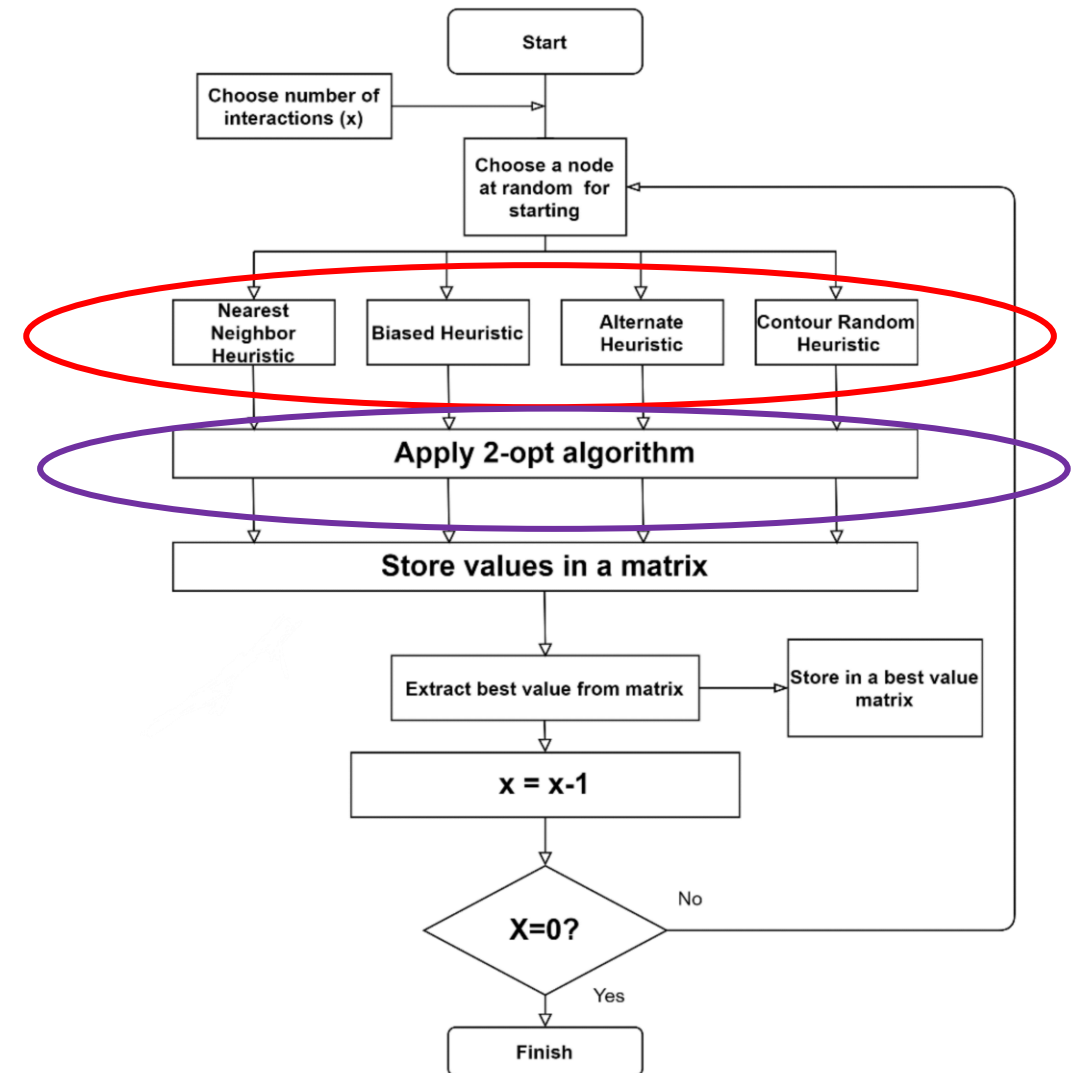 Start
Choose number of
interactions (x)
Choose a node
at random for
starting
Nearest
Neighbor
Heuristic
Biased Heuristic
Alternate
Heuristic
Contour Random
Heuristic
Apply 2-opt algorithm
Store values in a matrix
Extract best value from matrix
Store in a best value
matrix
x = x-1
X=0?
No
Yes
Finish